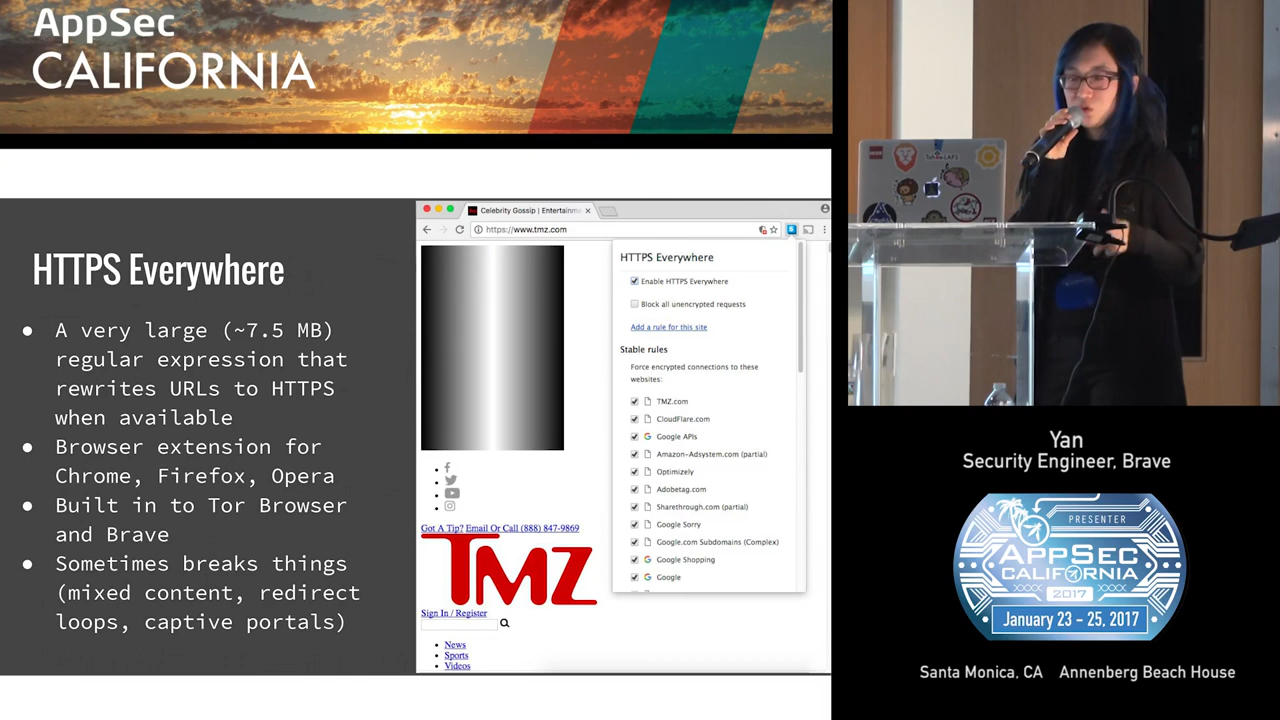 AppSec
CALIFORNIA
HTTPS Everywhere
● A very large (~7.5 MB)
regular expression that
rewrites URLs to HTTPS
when available
● Browser extension for
Chrome, Firefox, Opera
● Built in to Tor Browser
and Brave
● Sometimes breaks things
(mixed content, redirect
loops, captive portals)
Celebrity Gossip | Entertainme
https://www.tmz.com
HTTPS Everywhere
Enable HTTPS Everywhere
Block all unencrypted requests
Add a rule for this site
Stable rules
Force encrypted connections to these
websites:
TMZ.com
CloudFlare.com
Google APIs
Amazon-Adsystem.com (partial)
Optimizely
Adobetag.com
Sharethrough.com (partial)
Google Sorry
Google.com Subdomains (Complex)
Google Shopping
Google
Got A Tip? Email Or Call (888) 847-9869
TMZ
Sign In / Register
News
Sports
Videos
Yan
Security Engineer, Brave
PRESENTER
APPSEC
CALIFORNIA
2017
January 23 - 25, 2017
Santa Monica, CA Annenberg Beach House